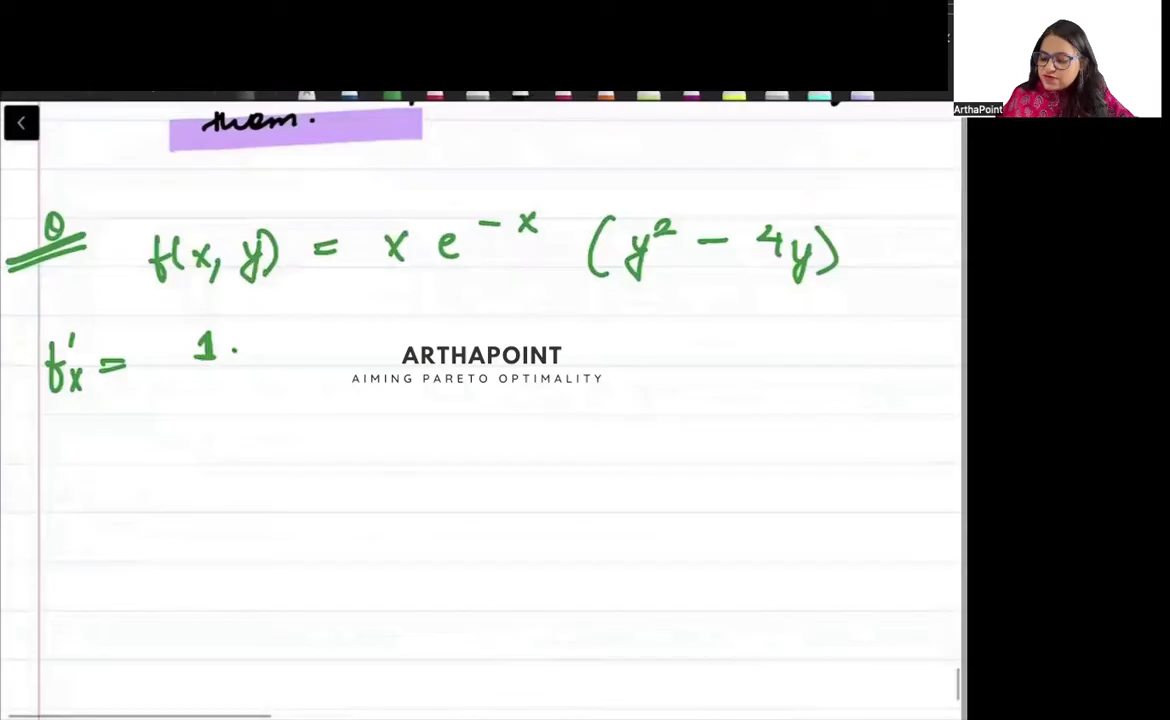 ArthaPoint
them.
Q f(x, y) = x e^{-x} (y² - 4y)
f'x = 1.
ARTHAPOINT
AIMING PARETO OPTIMALITY